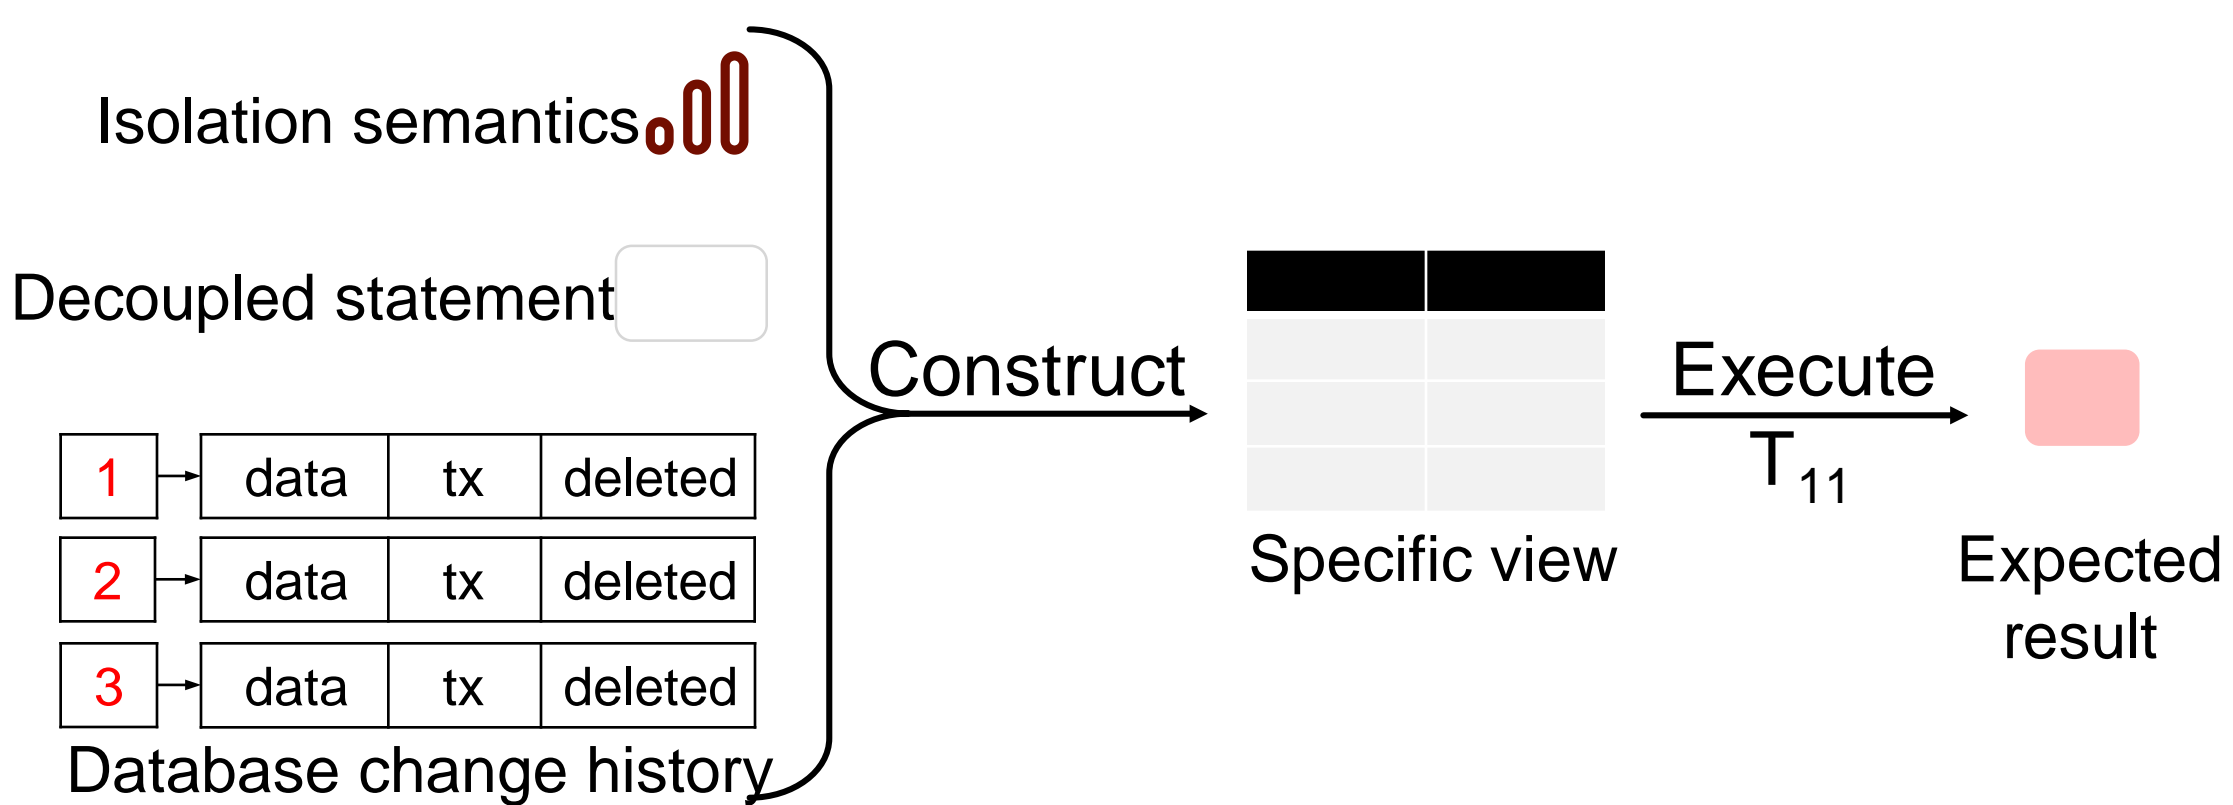 Isolation semantics
Decoupled statement
1 data tx deleted
2 data tx deleted
3 data tx deleted
Database change history
Construct
Specific view
Execute
T11
Expected
result